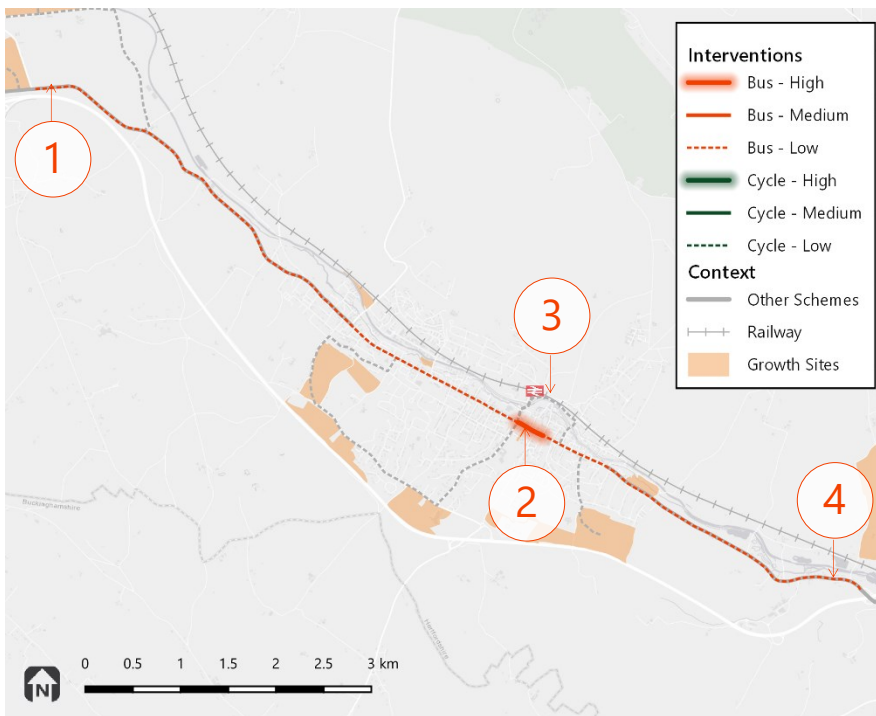 Interventions
Bus - High
Bus - Medium
Bus - Low
Cycle - High
Cycle - Medium
Cycle - Low
Context
Other Schemes
Railway
Growth Sites
1
3
2
4
Buckinghamshire
Hertfordshire
N
0 0.5 1 1.5 2 2.5 3 km